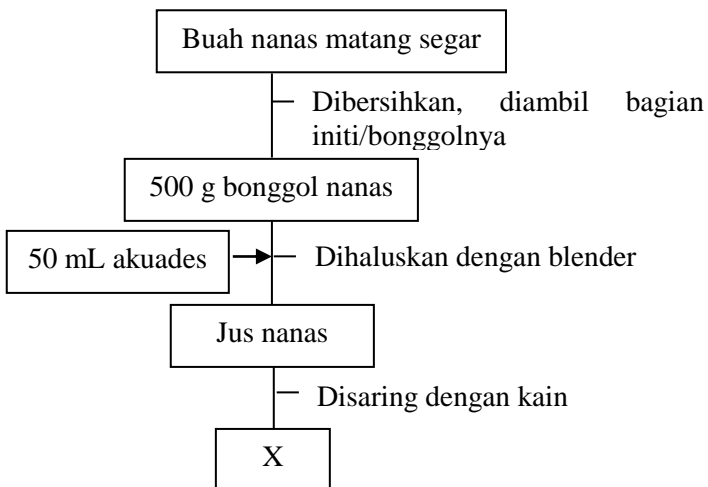 Buah nanas matang segar
Dibersihkan, diambil bagian
initi/bonggolnya
500 g bonggol nanas
50 mL akuades
Dihaluskan dengan blender
Jus nanas
Disaring dengan kain
X